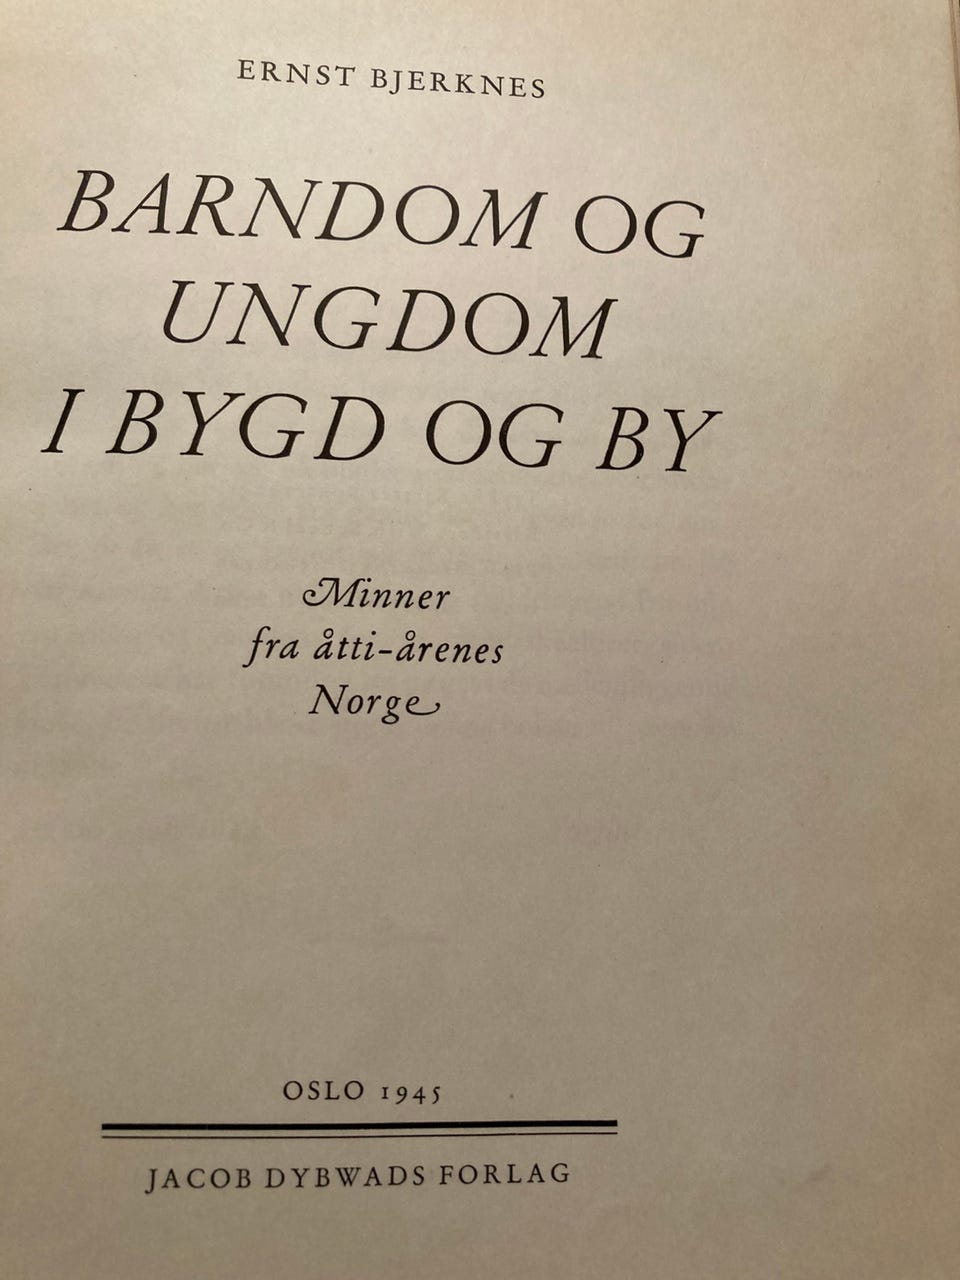 ERNST BJERKNES
BARNDOM OG
UNGDOM
I BYGD OG BY
Minner
fra åtti-årenes
Norge
OSLO 1945
JACOB DYBWADS FORLAG